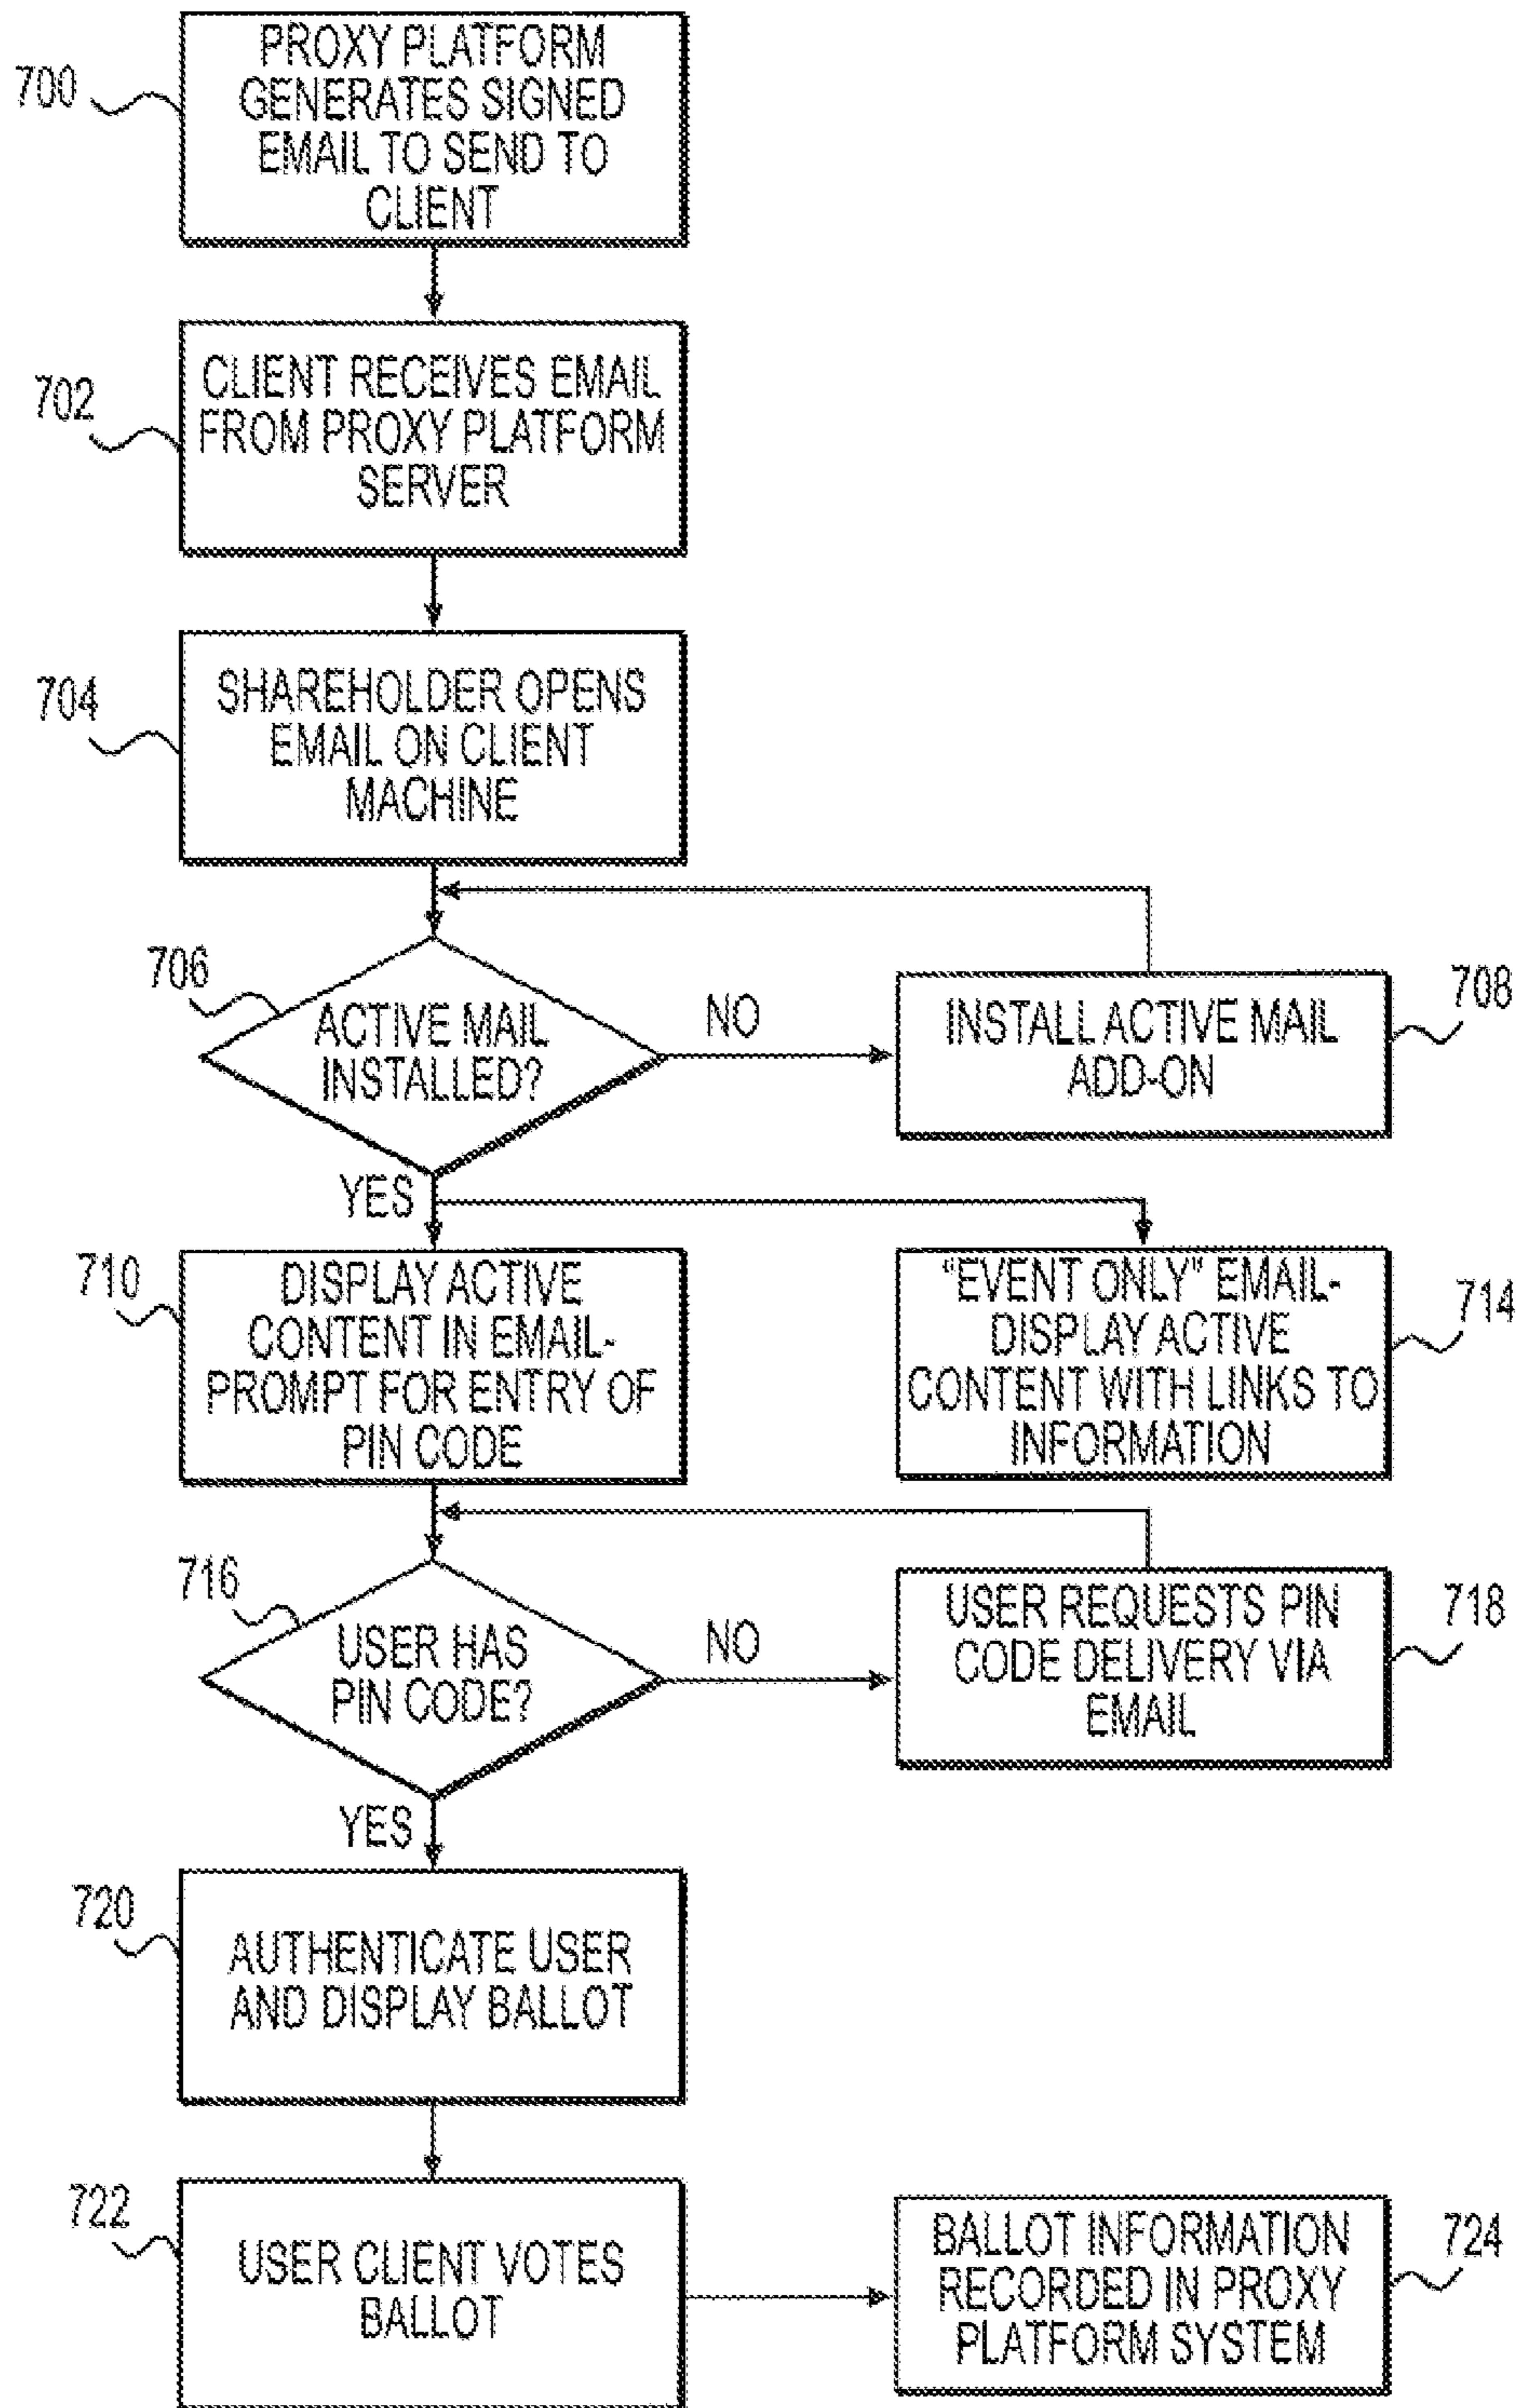 700
PROXY PLATFORM
GENERATES SIGNED
EMAIL TO SEND TO
CLIENT
702
CLIENT RECEIVES EMAIL
FROM PROXY PLATFORM
SERVER
704
SHAREHOLDER OPENS
EMAIL ON CLIENT
MACHINE
706
ACTIVE MAIL
INSTALLED?
NO
INSTALL ACTIVE MAIL
ADD-ON
708
YES
710
DISPLAY ACTIVE
CONTENT IN EMAIL-
PROMPT FOR ENTRY OF
PIN CODE
"EVENT ONLY" EMAIL-
DISPLAY ACTIVE
CONTENT WITH LINKS TO
INFORMATION
714
716
USER HAS
PIN CODE?
NO
USER REQUESTS PIN
CODE DELIVERY VIA
EMAIL
718
YES
720
AUTHENTICATE USER
AND DISPLAY BALLOT
722
USER CLIENT VOTES
BALLOT
BALLOT INFORMATION
RECORDED IN PROXY
PLATFORM SYSTEM
724